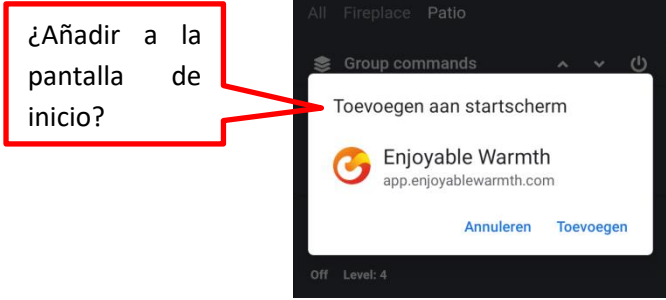 ¿Añadir a la
pantalla de
inicio?
All Fireplace Patio
Group commands
Toevoegen aan startscherm
Enjoyable Warmth
app.enjoyablewarmth.com
Annuleren Toevoegen
Off Level: 4